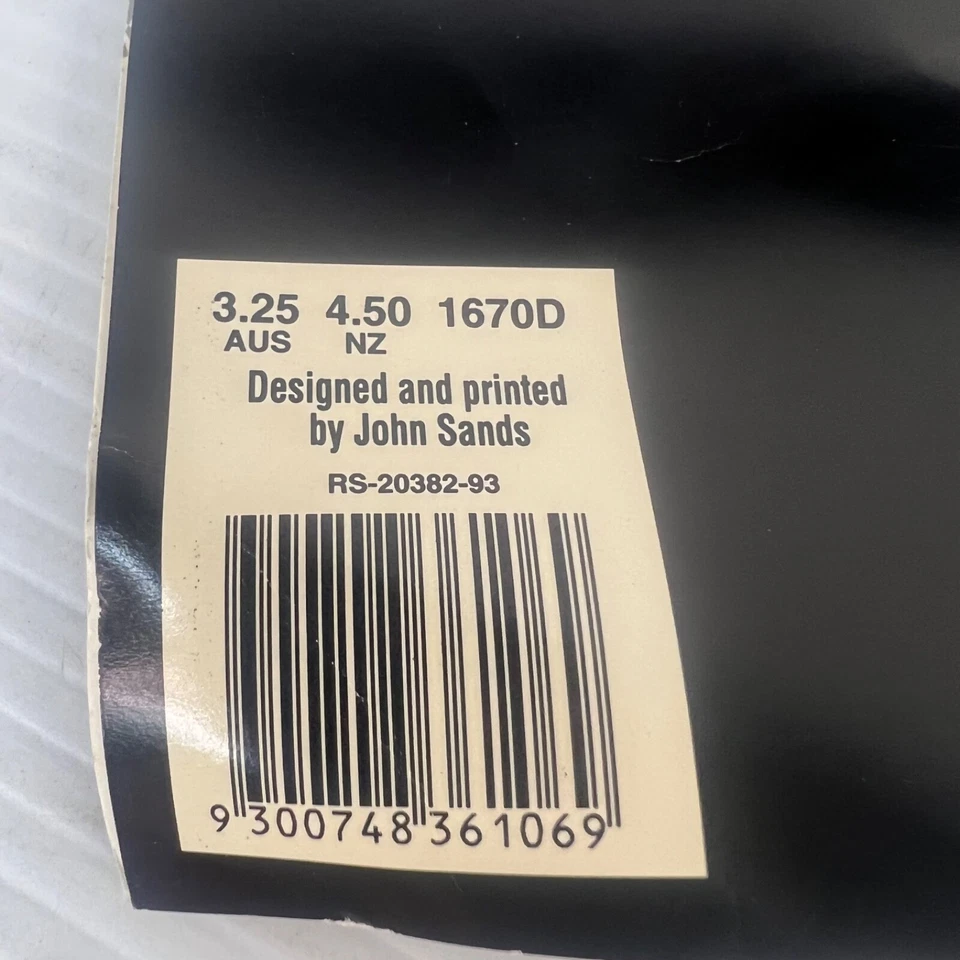 3.25 4.50 1670D
AUS NZ
Designed and printed
by John Sands
RS-20382-93
9 300748 361069